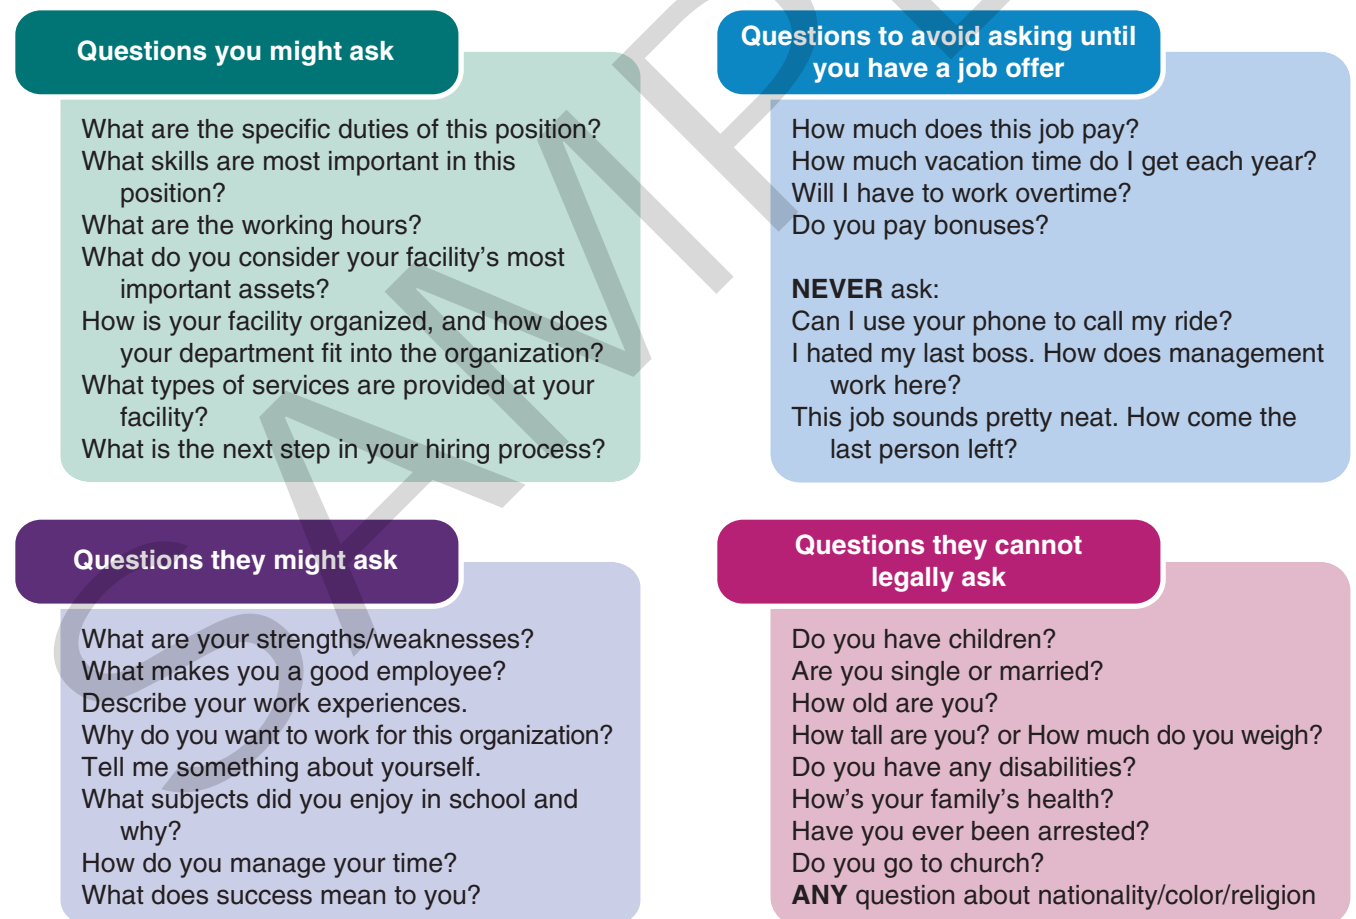 Questions you might ask
What are the specific duties of this position?
What skills are most important in this
position?
What are the working hours?
What do you consider your facility’s most
important assets?
How is your facility organized, and how does
your department fit into the organization?
What types of services are provided at your
facility?
What is the next step in your hiring process?
Questions to avoid asking until
you have a job offer
How much does this job pay?
How much vacation time do I get each year?
Will I have to work overtime?
Do you pay bonuses?
NEVER ask:
Can I use your phone to call my ride?
I hated my last boss. How does management
work here?
This job sounds pretty neat. How come the
last person left?
Questions they might ask
What are your strengths/weaknesses?
What makes you a good employee?
Describe your work experiences.
Why do you want to work for this organization?
Tell me something about yourself.
What subjects did you enjoy in school and
why?
How do you manage your time?
What does success mean to you?
Questions they cannot
legally ask
Do you have children?
Are you single or married?
How old are you?
How tall are you? or How much do you weigh?
Do you have any disabilities?
How’s your family’s health?
Have you ever been arrested?
Do you go to church?
ANY question about nationality/color/religion